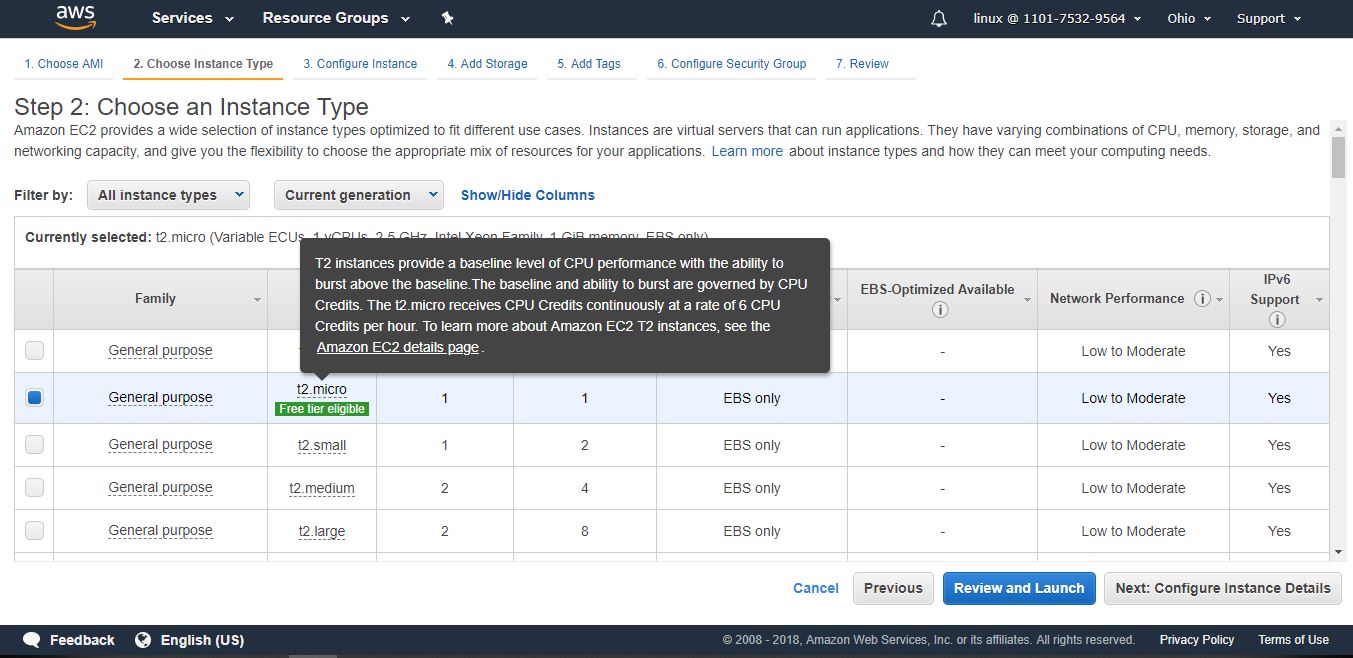 aws Services Resource Groups linux @ 1101-7532-9564 Ohio Support
1. Choose AMI 2. Choose Instance Type 3. Configure Instance 4. Add Storage 5. Add Tags 6. Configure Security Group 7. Review
Step 2: Choose an Instance Type
Amazon EC2 provides a wide selection of instance types optimized to fit different use cases. Instances are virtual servers that can run applications. They have varying combinations of CPU, memory, storage, and
networking capacity, and give you the flexibility to choose the appropriate mix of resources for your applications. Learn more about instance types and how they can meet your computing needs.
Filter by: All instance types Current generation Show/Hide Columns
Currently selected: t2.micro (Variable ECUs, 1 vCPUs, 2.5 GHz, Intel Xeon Family, 1 GiB memory, EBS only)
T2 instances provide a baseline level of CPU performance with the ability to
burst above the baseline.The baseline and ability to burst are governed by CPU
Credits. The t2.micro receives CPU Credits continuously at a rate of 6 CPU
Credits per hour. To learn more about Amazon EC2 T2 instances, see the
Amazon EC2 details page.
Family
EBS-Optimized Available
i
Network Performance i
IPv6
Support
i
General purpose - Low to Moderate Yes
General purpose t2.micro 1 1 EBS only - Low to Moderate Yes
Free tier eligible
General purpose t2.small 1 2 EBS only - Low to Moderate Yes
General purpose t2.medium 2 4 EBS only - Low to Moderate Yes
General purpose t2.large 2 8 EBS only - Low to Moderate Yes
Cancel Previous Review and Launch Next: Configure Instance Details
Feedback English (US) © 2008 - 2018, Amazon Web Services, Inc. or its affiliates. All rights reserved. Privacy Policy Terms of Use